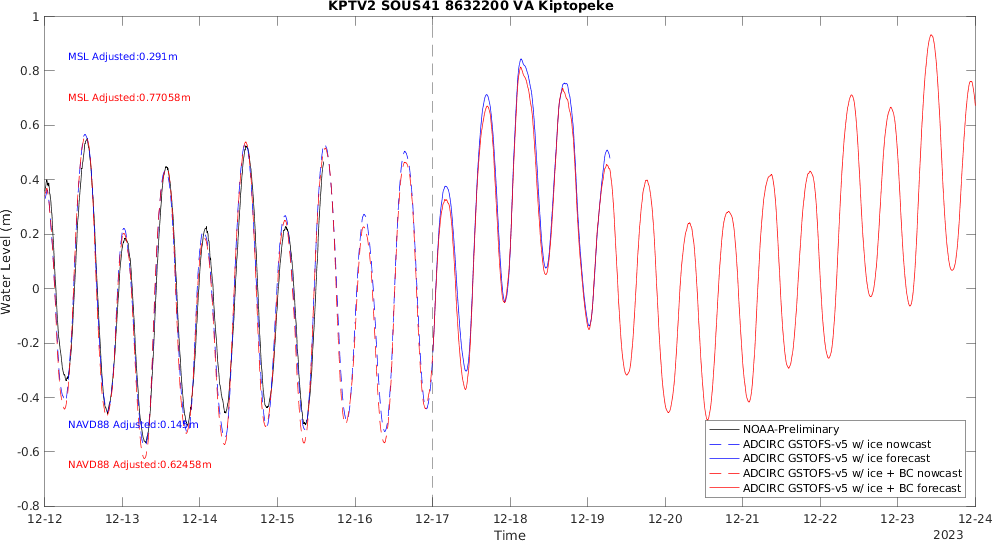 KPTV2 SOUS41 8632200 VA Kiptopeke
1
0.8
0.6
0.4
0.2
0
-0.2
-0.4
-0.6
-0.8
Water Level (m)
MSL Adjusted:0.291m
MSL Adjusted:0.77058m
NAVD88 Adjusted:0.145m
NAVD88 Adjusted:0.62458m
NOAA-Preliminary
ADCIRC GSTOFS-v5 w/ ice nowcast
ADCIRC GSTOFS-v5 w/ ice forecast
ADCIRC GSTOFS-v5 w/ ice + BC nowcast
ADCIRC GSTOFS-v5 w/ ice + BC forecast
12-12 12-13 12-14 12-15 12-16 12-17 12-18 12-19 12-20 12-21 12-22 12-23 12-24
Time
2023